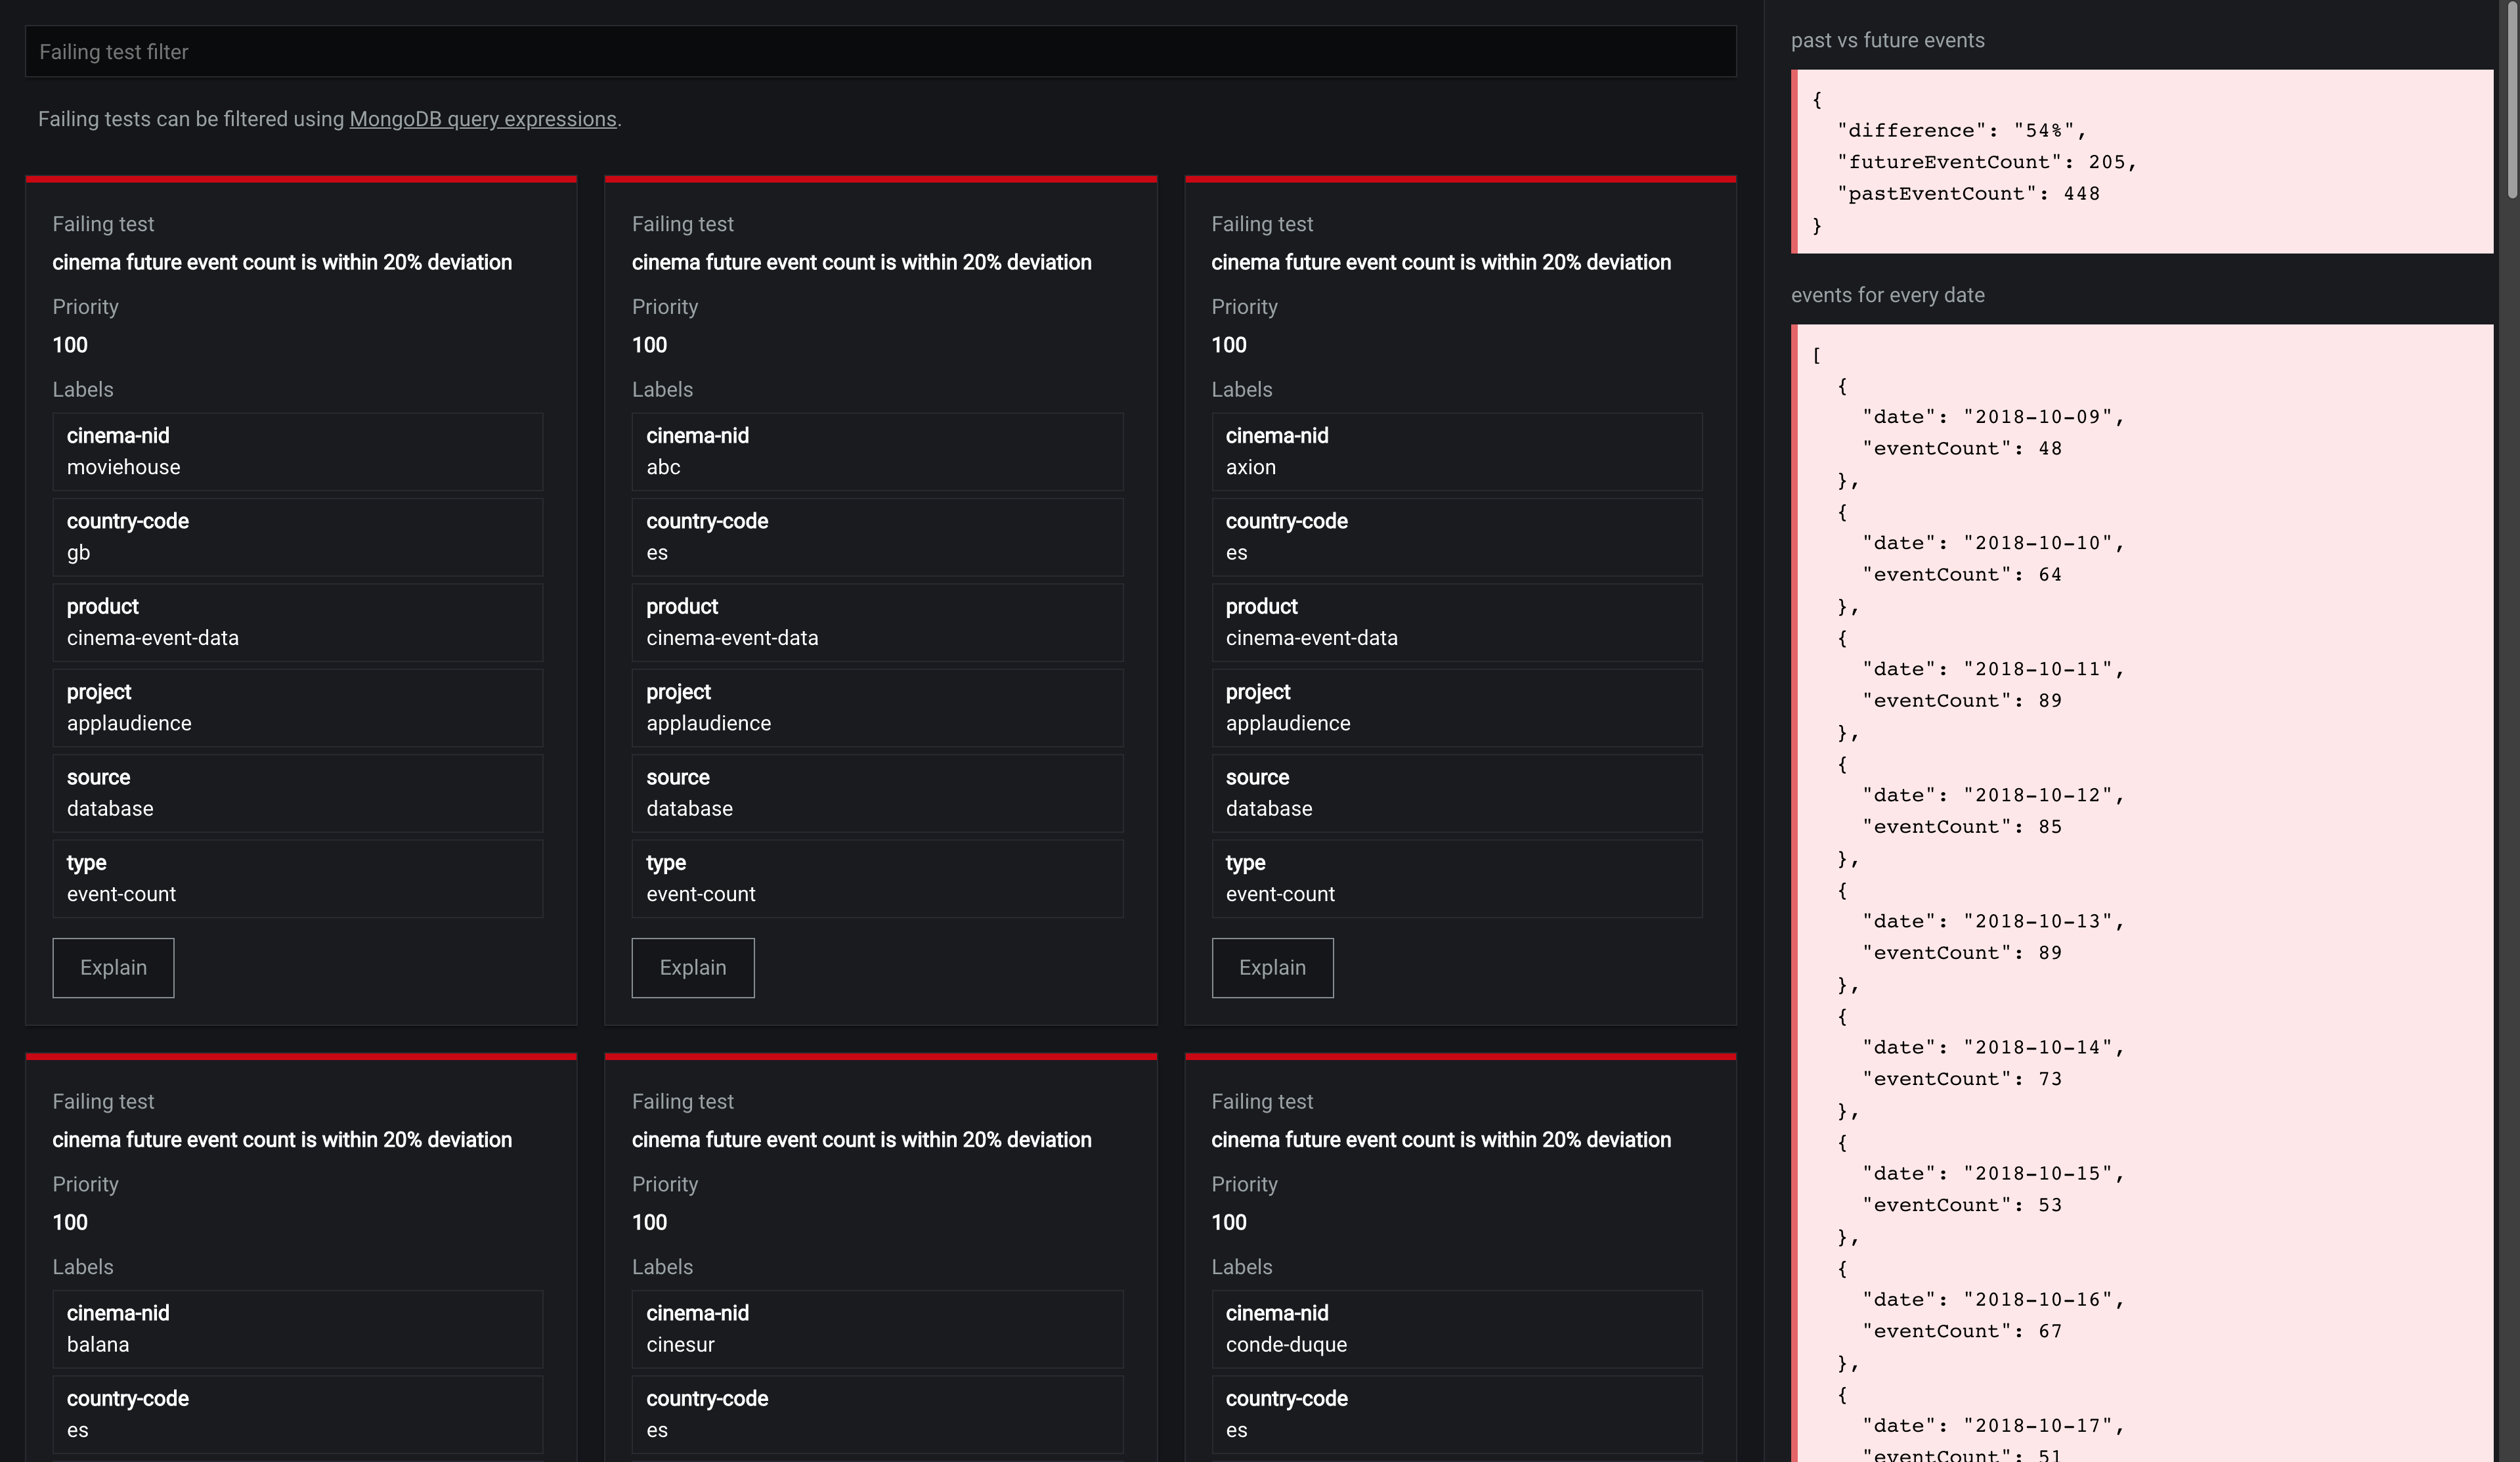 Failing test filter
Failing tests can be filtered using MongoDB query expressions.
Failing test
cinema future event count is within 20% deviation
Priority
100
Labels
cinema-nid
moviehouse
country-code
gb
product
cinema-event-data
project
applaudience
source
database
type
event-count
Explain
Failing test
cinema future event count is within 20% deviation
Priority
100
Labels
cinema-nid
abc
country-code
es
product
cinema-event-data
project
applaudience
source
database
type
event-count
Explain
Failing test
cinema future event count is within 20% deviation
Priority
100
Labels
cinema-nid
axion
country-code
es
product
cinema-event-data
project
applaudience
source
database
type
event-count
Explain
Failing test
cinema future event count is within 20% deviation
Priority
100
Labels
cinema-nid
balana
country-code
es
Failing test
cinema future event count is within 20% deviation
Priority
100
Labels
cinema-nid
cinesur
country-code
es
Failing test
cinema future event count is within 20% deviation
Priority
100
Labels
cinema-nid
conde-duque
country-code
es
past vs future events
{
"difference": "54%",
"futureEventCount": 205,
"pastEventCount": 448
}
events for every date
[
{
"date": "2018-10-09",
"eventCount": 48
},
{
"date": "2018-10-10",
"eventCount": 64
},
{
"date": "2018-10-11",
"eventCount": 89
},
{
"date": "2018-10-12",
"eventCount": 85
},
{
"date": "2018-10-13",
"eventCount": 89
},
{
"date": "2018-10-14",
"eventCount": 73
},
{
"date": "2018-10-15",
"eventCount": 53
},
{
"date": "2018-10-16",
"eventCount": 67
},
{
"date": "2018-10-17",
"eventCount": 51